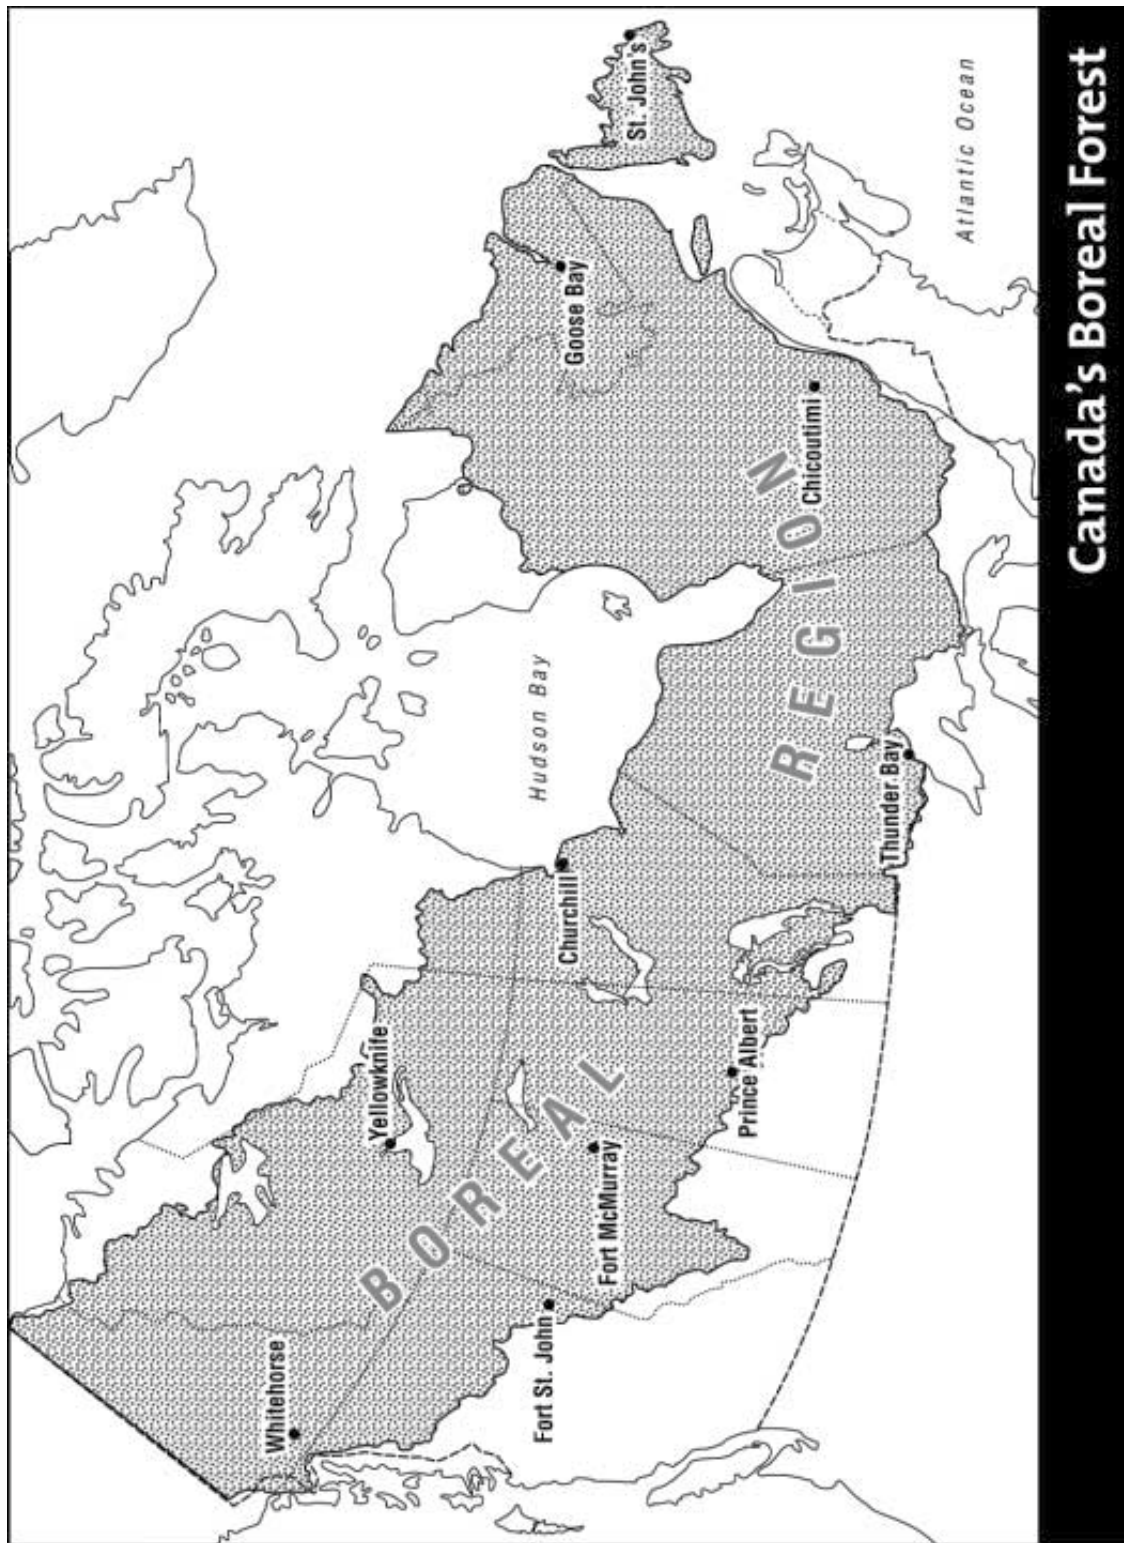 Canada's Boreal Forest
BOREAL
REGION
Hudson Bay
Atlantic Ocean
Whitehorse
Yellowknife
Fort St. John
Fort McMurray
Prince Albert
Churchill
Thunder Bay
Chicoutimi
Goose Bay
St. John's